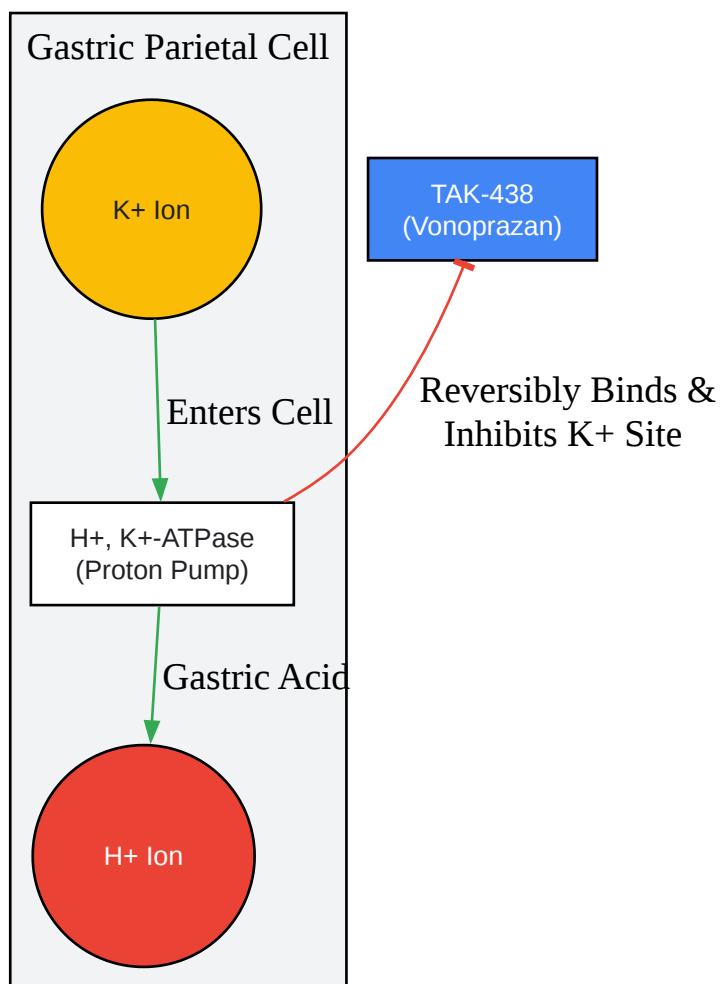 Gastric Parietal Cell
K+ Ion
TAK-438
(Vonoprazan)
Enters Cell
Reversibly Binds &
Inhibits K+ Site
H+, K+-ATPase
(Proton Pump)
Gastric Acid
H+ Ion